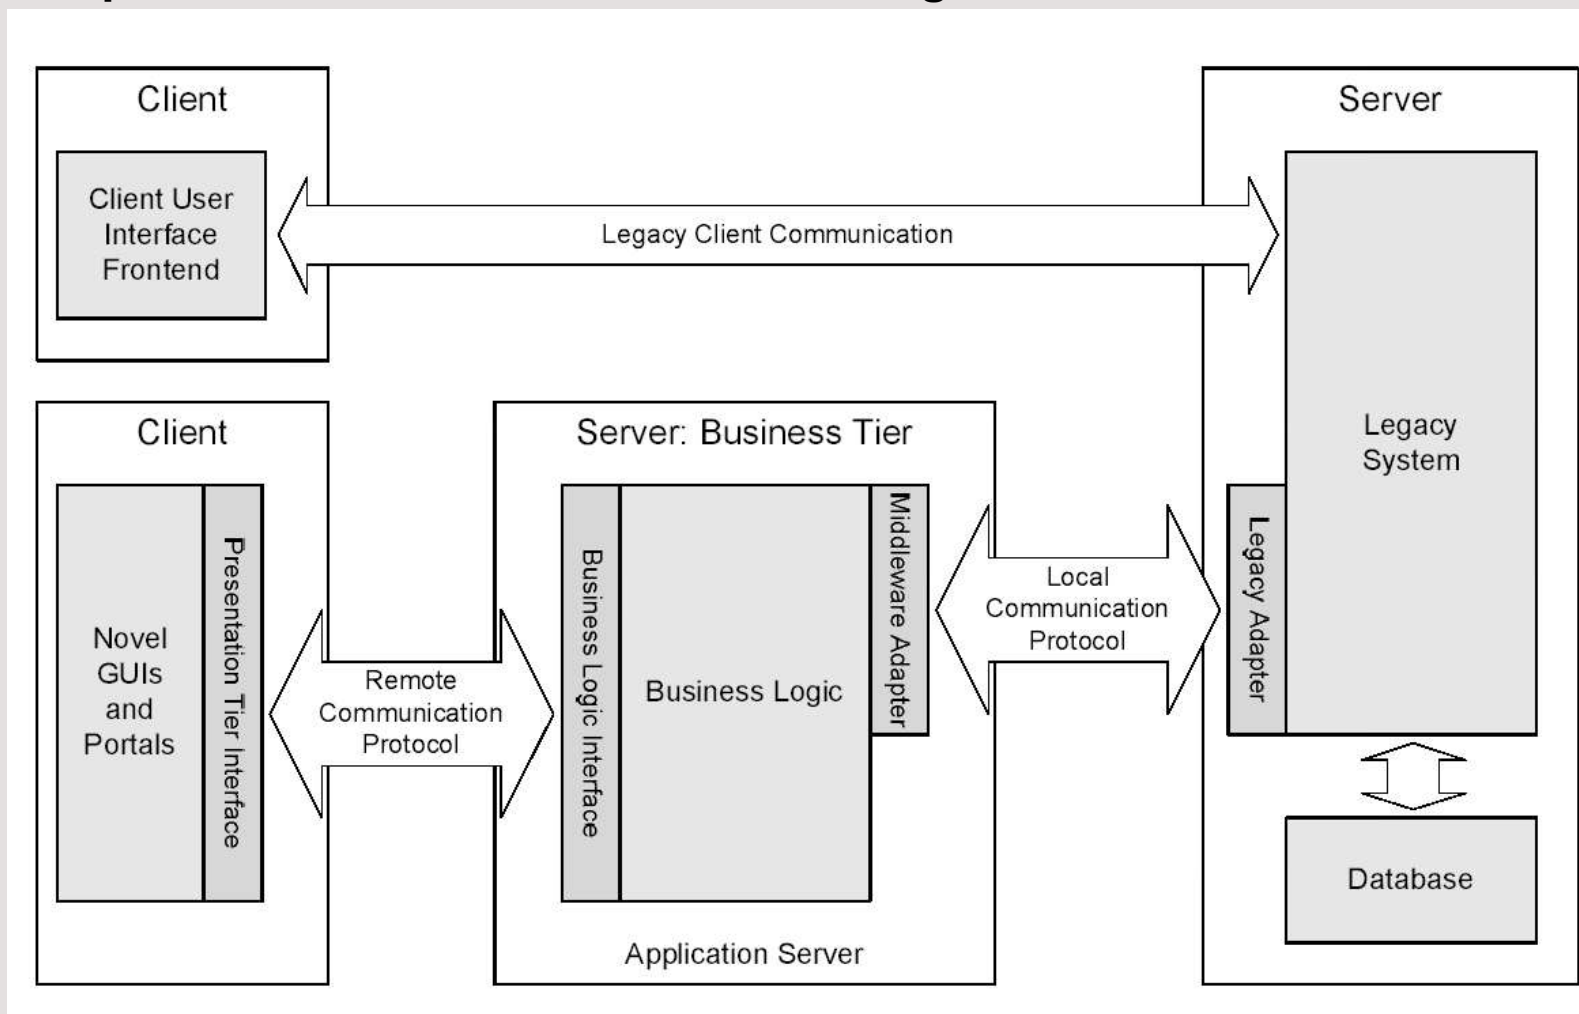 Client
Client User
Interface
Frontend
Legacy Client Communication
Server
Legacy
System
Legacy Adapter
Database
Client
Novel
GUIs
and
Portals
Presentation Tier Interface
Remote
Communication
Protocol
Server: Business Tier
Business Logic Interface
Business Logic
Middleware Adapter
Application Server
Local
Communication
Protocol